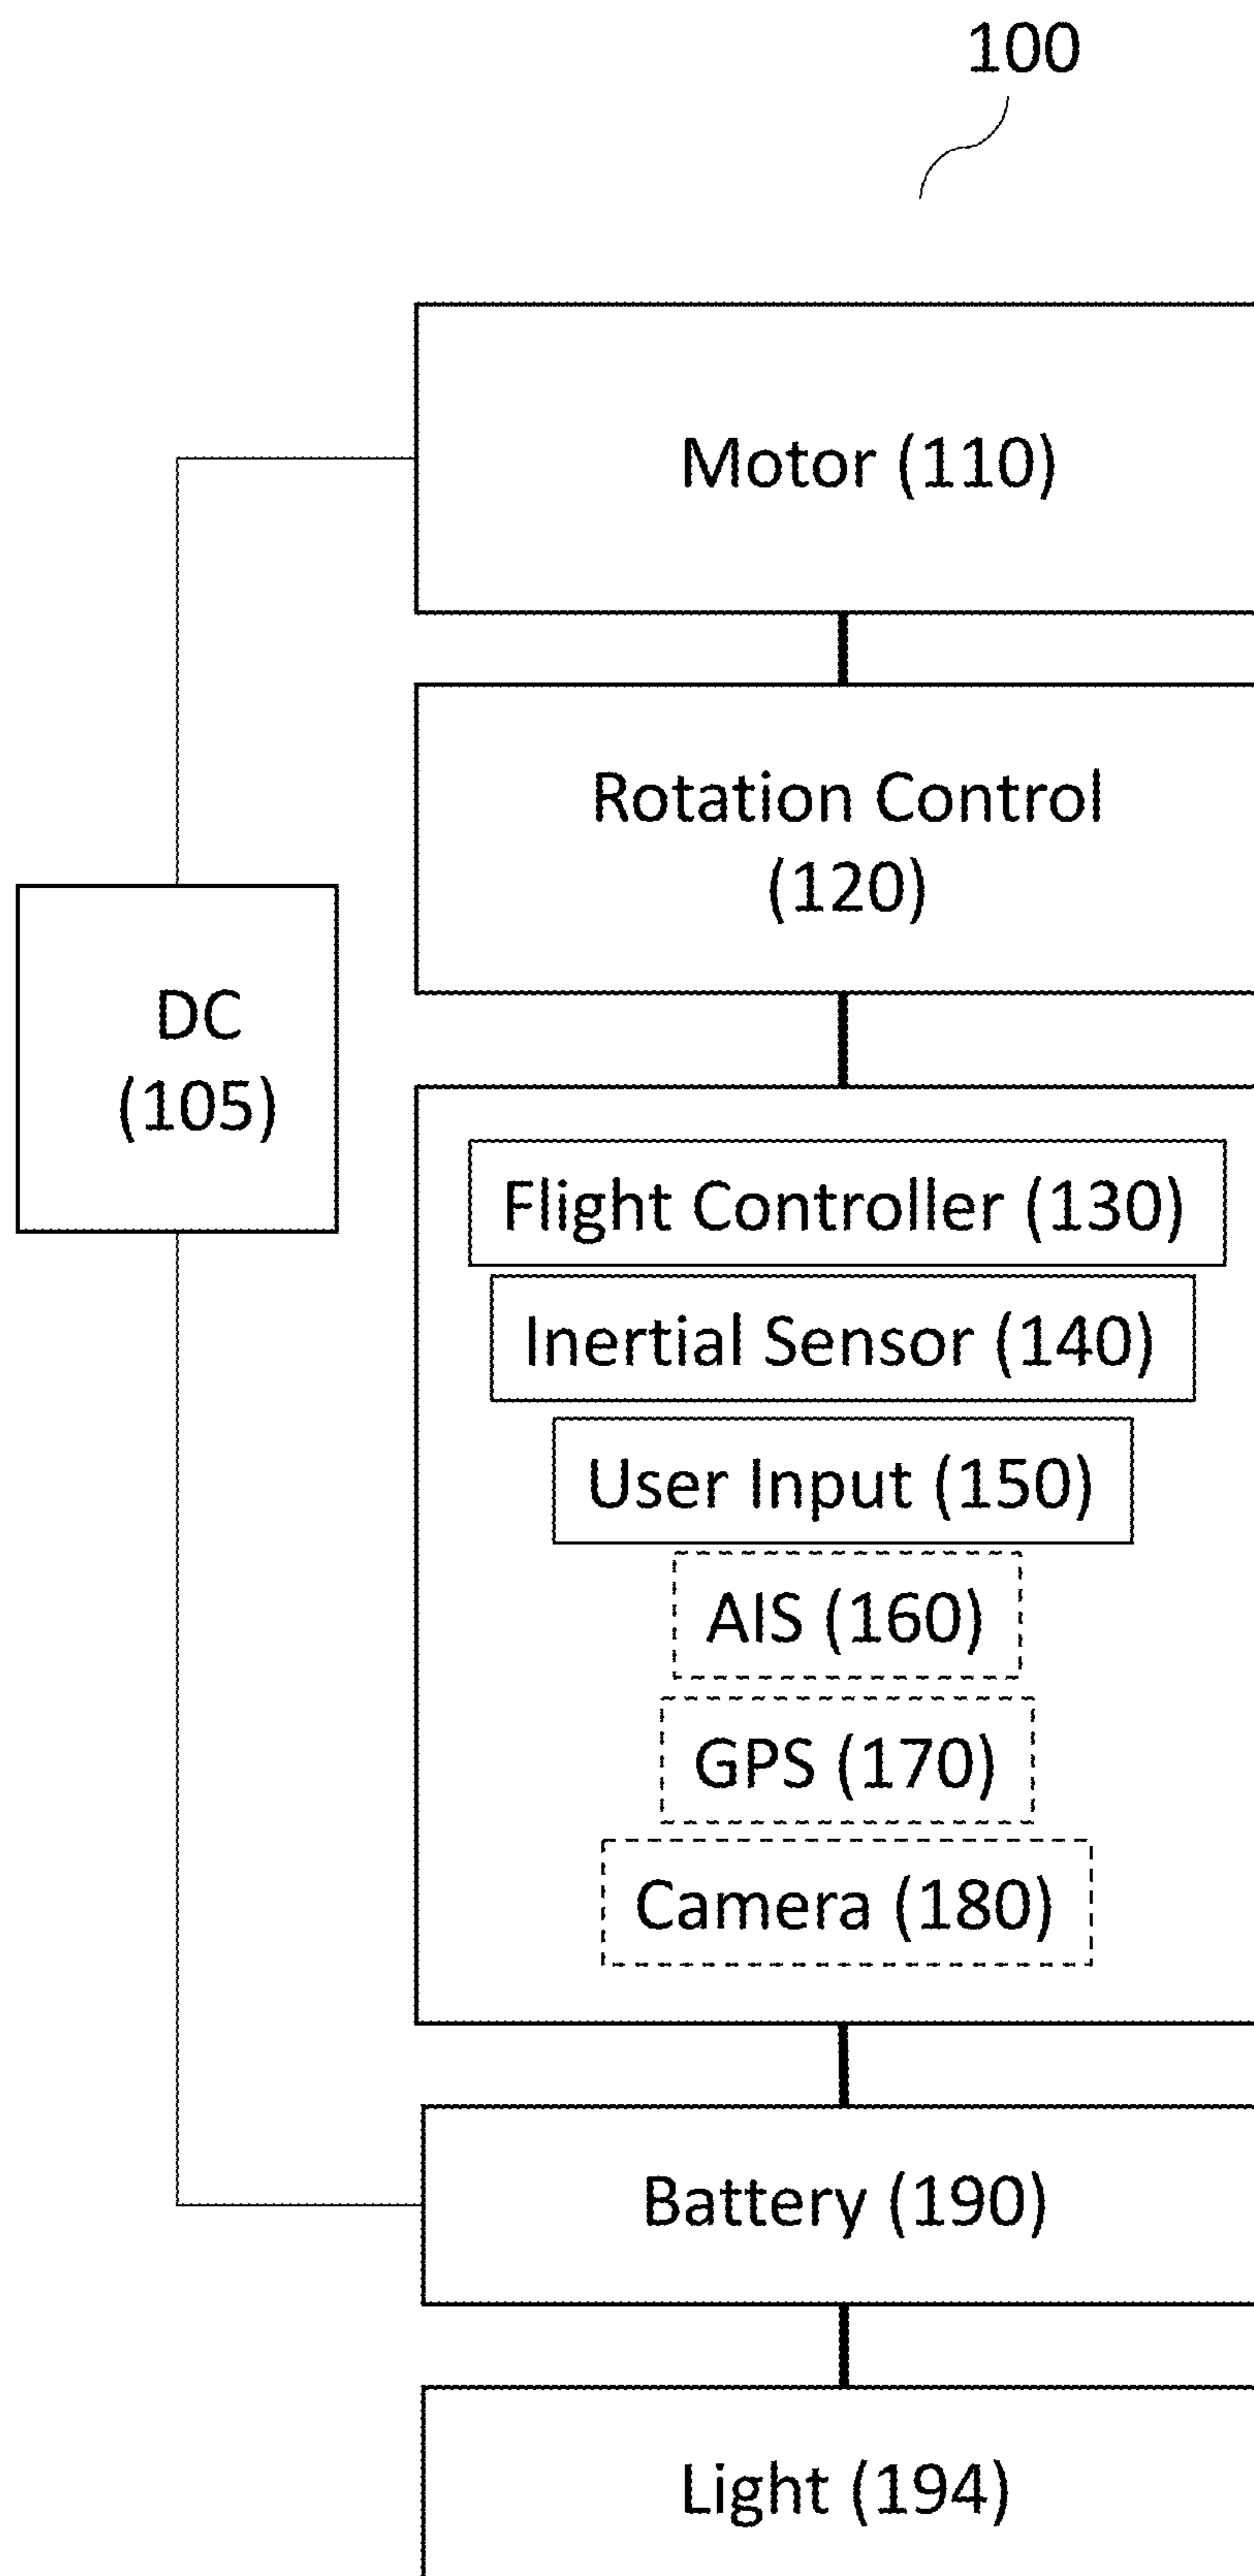 100
Motor (110)
Rotation Control
(120)
DC
(105)
Flight Controller (130)
Inertial Sensor (140)
User Input (150)
AIS (160)
GPS (170)
Camera (180)
Battery (190)
Light (194)